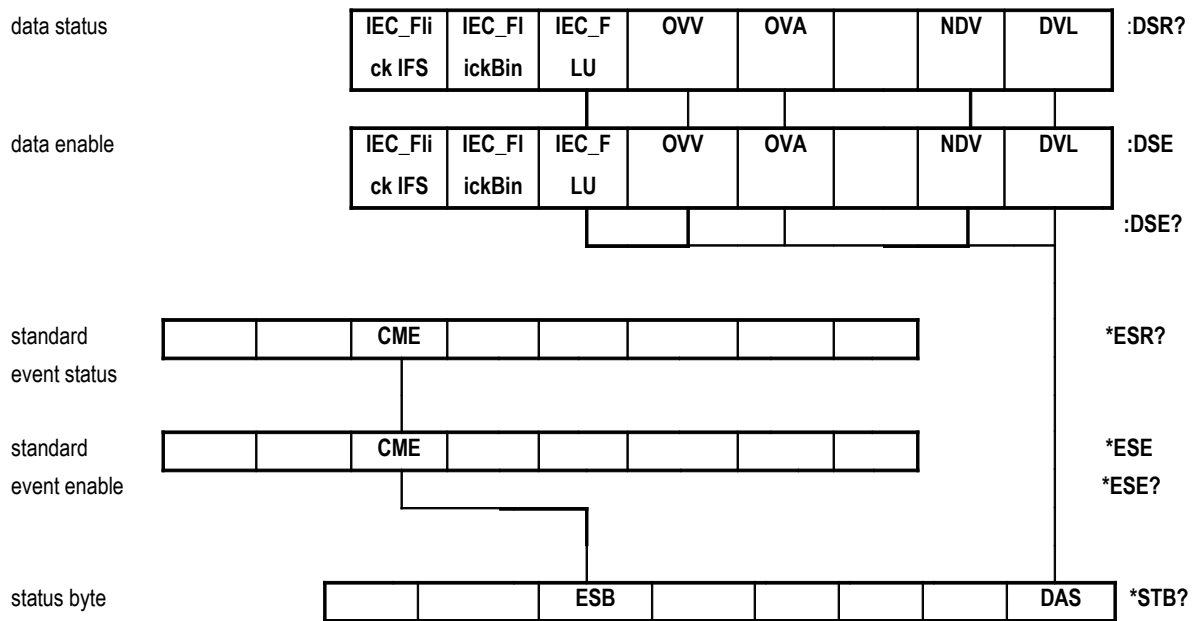 data status IEC_Fli IEC_Fl IEC_F OVV OVA NDV DVL :DSR?
ck IFS ickBin LU
data enable IEC_Fli IEC_Fl IEC_F OVV OVA NDV DVL :DSE
ck IFS ickBin LU
:DSE?
standard CME *ESR?
event status
standard CME *ESE
event enable *ESE?
status byte ESB DAS *STB?